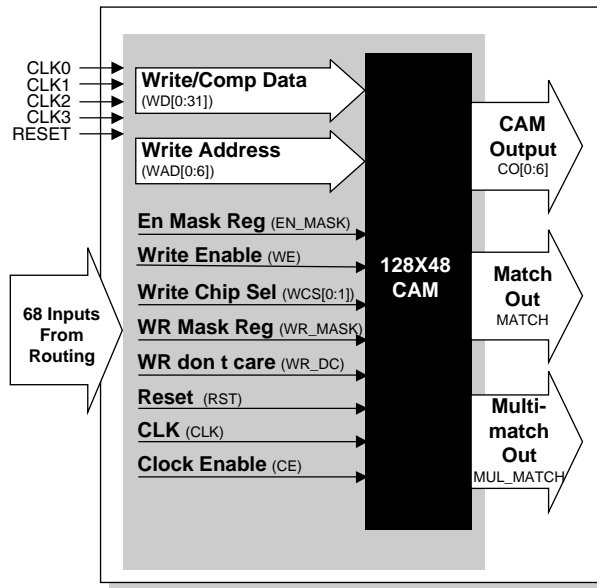 CLK0
CLK1
CLK2
CLK3
RESET
Write/Comp Data
(WD[0:31])
Write Address
(WAD[0:6])
En Mask Reg (EN_MASK)
Write Enable (WE)
Write Chip Sel (WCS[0:1])
WR Mask Reg (WR_MASK)
WR don t care (WR_DC)
Reset (RST)
CLK (CLK)
Clock Enable (CE)
68 Inputs
From
Routing
128X48
CAM
CAM
Output
CO[0:6]
Match
Out
MATCH
Multi-
match
Out
MUL_MATCH